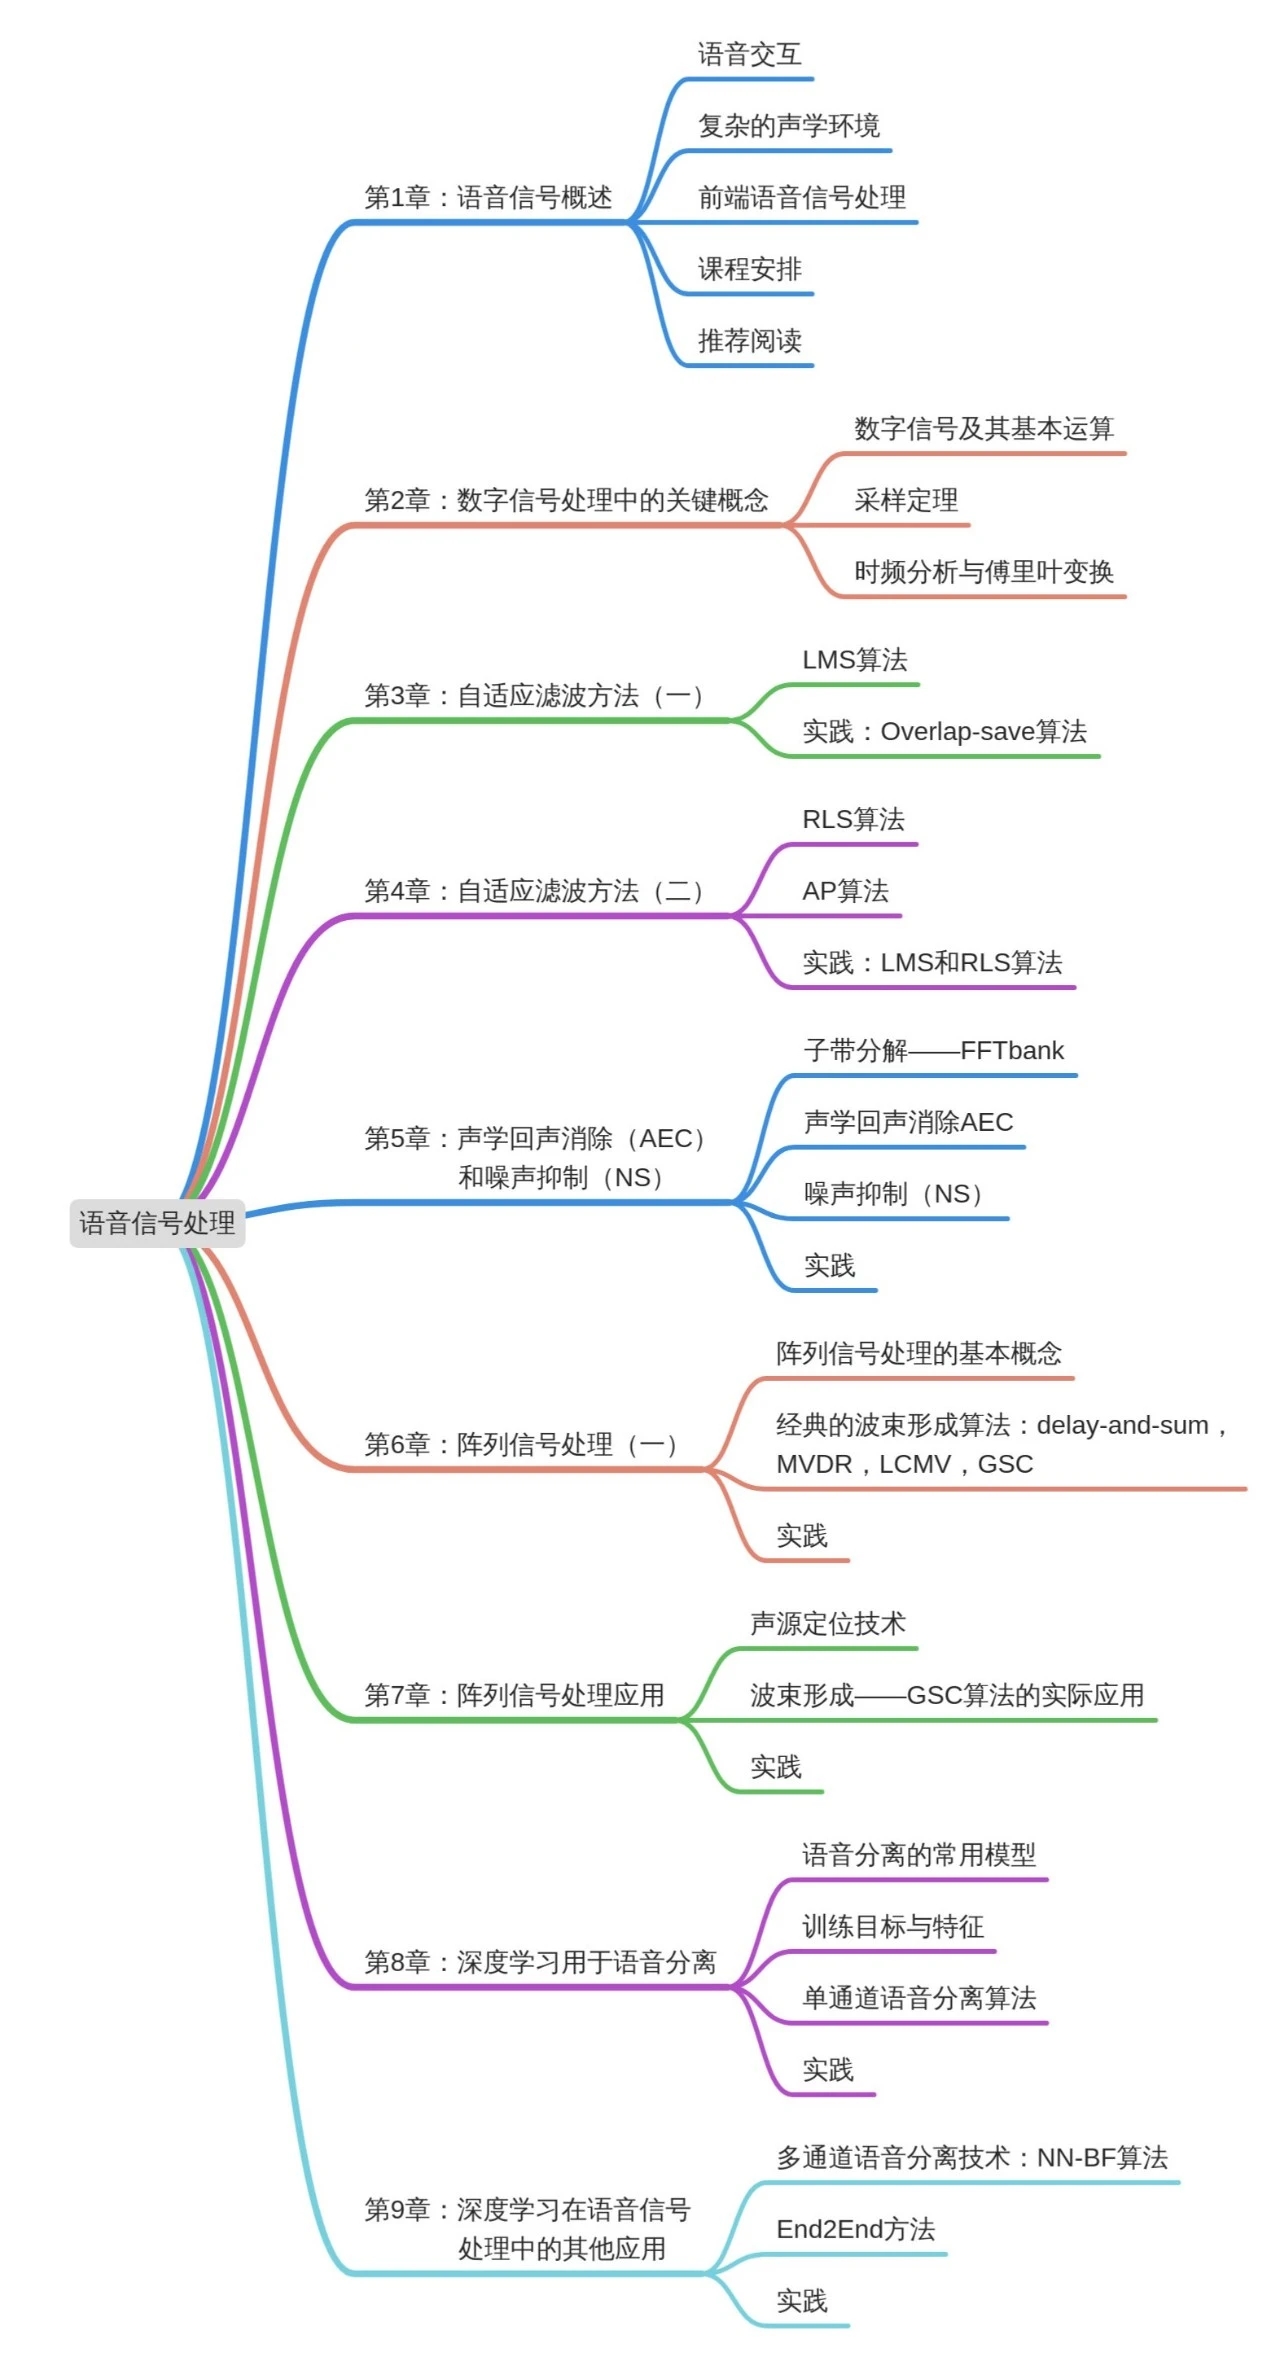 语音信号处理
第1章：语音信号概述
语音交互
复杂的声学环境
前端语音信号处理
课程安排
推荐阅读
第2章：数字信号处理中的关键概念
数字信号及其基本运算
采样定理
时频分析与傅里叶变换
第3章：自适应滤波方法（一）
LMS算法
实践：Overlap-save算法
第4章：自适应滤波方法（二）
RLS算法
AP算法
实践：LMS和RLS算法
第5章：声学回声消除（AEC）
和噪声抑制（NS）
子带分解——FFTbank
声学回声消除AEC
噪声抑制（NS）
实践
第6章：阵列信号处理（一）
阵列信号处理的基本概念
经典的波束形成算法：delay-and-sum，
MVDR，LCMV，GSC
实践
第7章：阵列信号处理应用
声源定位技术
波束形成——GSC算法的实际应用
实践
第8章：深度学习用于语音分离
语音分离的常用模型
训练目标与特征
单通道语音分离算法
实践
第9章：深度学习在语音信号
处理中的其他应用
多通道语音分离技术：NN-BF算法
End2End方法
实践